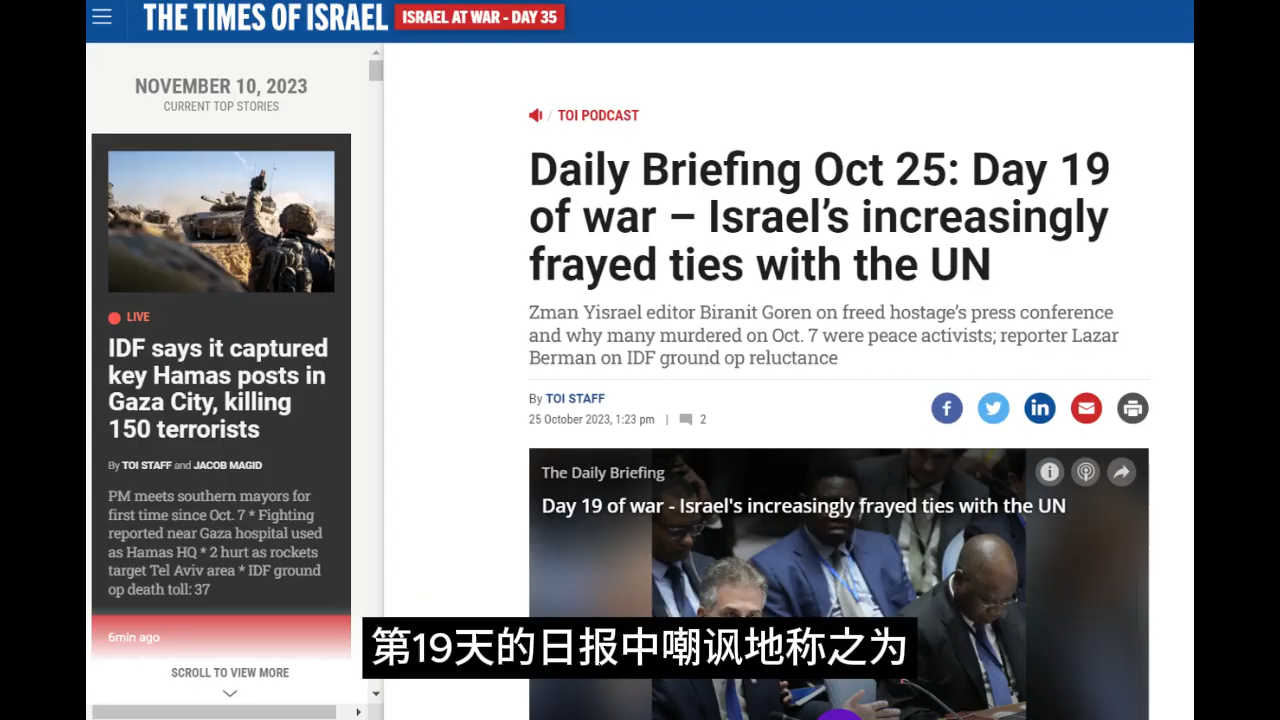 THE TIMES OF ISRAEL
ISRAEL AT WAR - DAY 35
NOVEMBER 10, 2023
CURRENT TOP STORIES
LIVE
IDF says it captured
key Hamas posts in
Gaza City, killing
150 terrorists
By TOI STAFF and JACOB MAGID
PM meets southern mayors for
first time since Oct. 7 * Fighting
reported near Gaza hospital used
as Hamas HQ * 2 hurt as rockets
target Tel Aviv area * IDF ground
op death toll: 37
6min ago
SCROLL TO VIEW MORE
/ TOI PODCAST
Daily Briefing Oct 25: Day 19
of war – Israel’s increasingly
frayed ties with the UN
Zman Yisrael editor Biranit Goren on freed hostage’s press conference
and why many murdered on Oct. 7 were peace activists; reporter Lazar
Berman on IDF ground op reluctance
By TOI STAFF
25 October 2023, 1:23 pm | 2
The Daily Briefing
Day 19 of war - Israel's increasingly frayed ties with the UN
第19天的日报中嘲讽地称之为